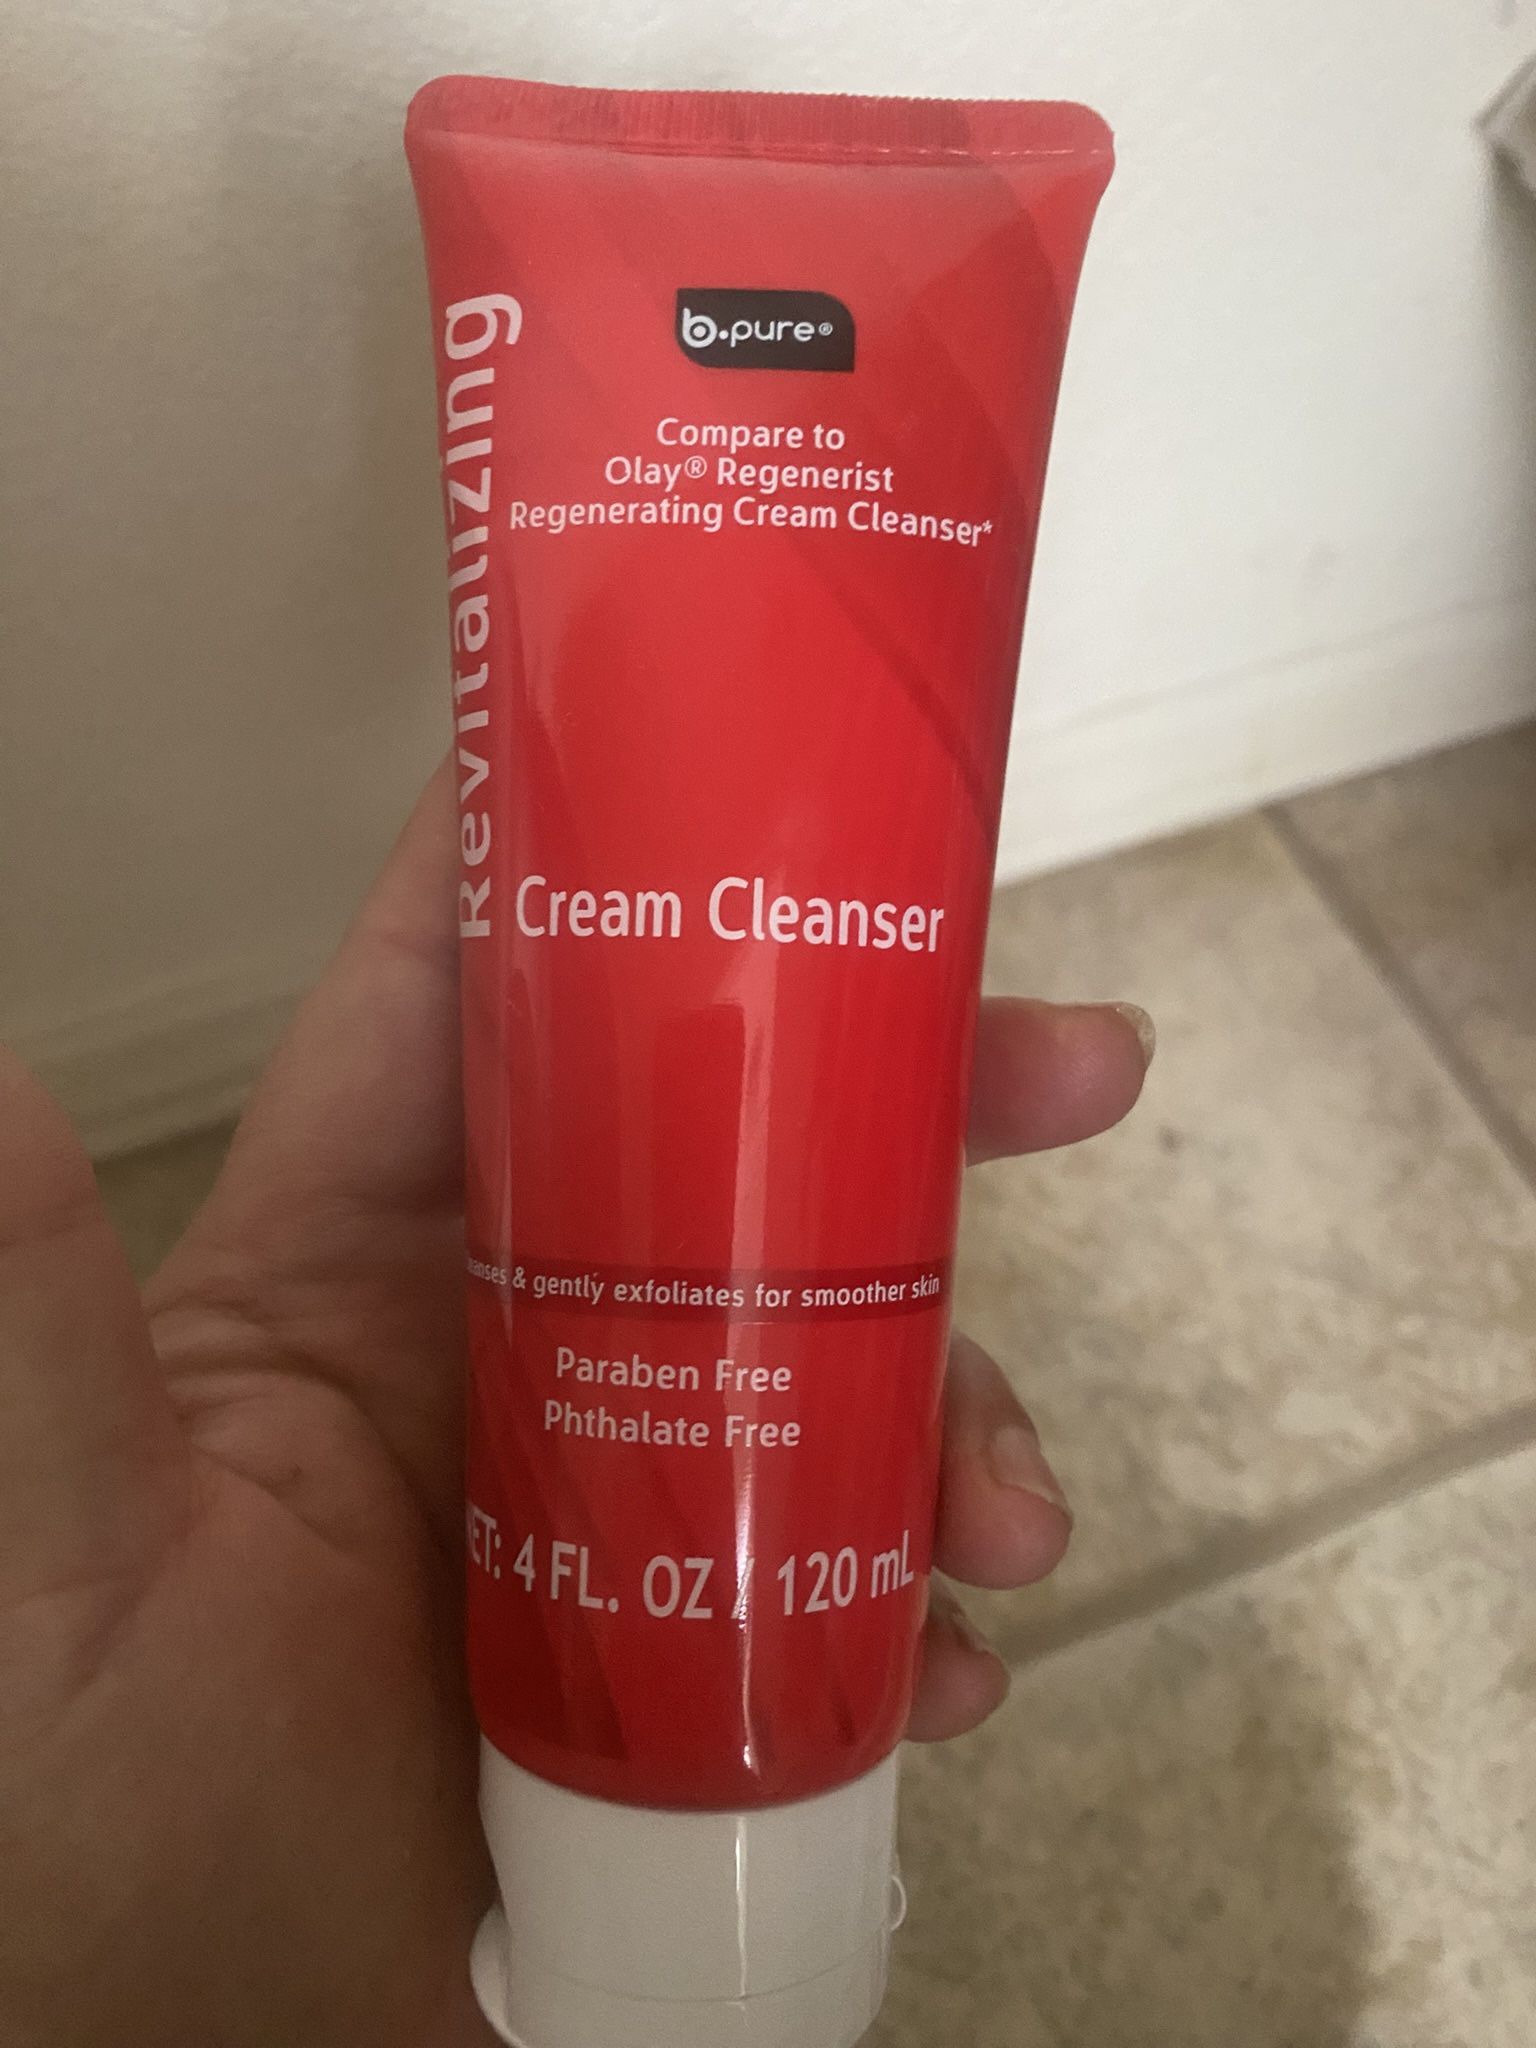 b.pure®
Compare to
Olay® Regenerist
Regenerating Cream Cleanser*
Revitalizing
Cream Cleanser
& gently exfoliates for smoother skin
Paraben Free
Phthalate Free
4 FL. OZ / 120 mL